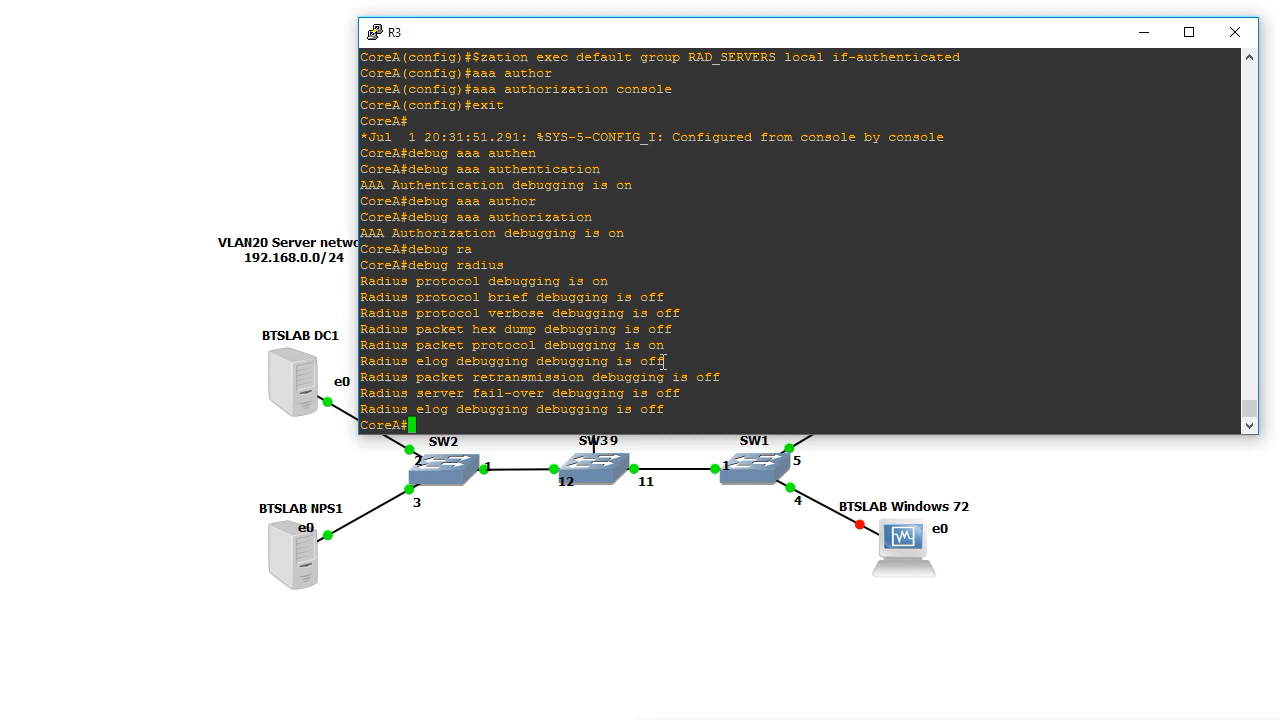 R3
CoreA(config)#$zation exec default group RAD_SERVERS local if-authenticated
CoreA(config)#aaa author
CoreA(config)#aaa authorization console
CoreA(config)#exit
CoreA#
*Jul  1 20:31:51.291: %SYS-5-CONFIG_I: Configured from console by console
CoreA#debug aaa authen
CoreA#debug aaa authentication
AAA Authentication debugging is on
CoreA#debug aaa author
CoreA#debug aaa authorization
AAA Authorization debugging is on
CoreA#debug ra
CoreA#debug radius
Radius protocol debugging is on
Radius protocol brief debugging is off
Radius protocol verbose debugging is off
Radius packet hex dump debugging is off
Radius packet protocol debugging is on
Radius elog debugging debugging is off
Radius packet retransmission debugging is off
Radius server fail-over debugging is off
Radius elog debugging debugging is off
CoreA#
VLAN20 Server netwo
192.168.0.0/24
BTSLAB DC1
e0
SW2
2
1
3
SW3 9
12
11
SW1
1
5
4
BTSLAB NPS1
e0
BTSLAB Windows 72
e0